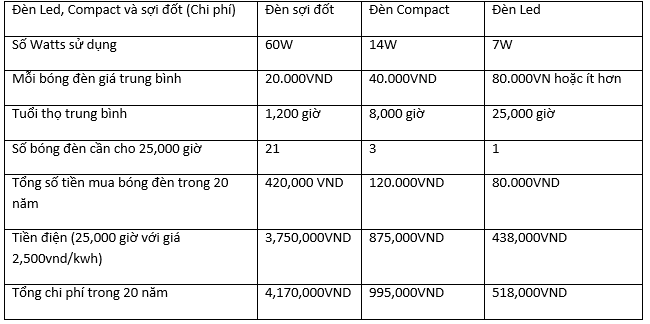 Đèn Led, Compact và sợi đốt (Chi phí) Đèn sợi đốt Đèn Compact Đèn Led
Số Watts sử dụng 60W 14W 7W
Mỗi bóng đèn giá trung bình 20.000VND 40.000VND 80.000VN hoặc ít hơn
Tuổi thọ trung bình 1,200 giờ 8,000 giờ 25,000 giờ
Số bóng đèn cần cho 25,000 giờ 21 3 1
Tổng số tiền mua bóng đèn trong 20 420,000 VND 120.000VND 80.000VND
năm
Tiền điện (25,000 giờ với giá 3,750,000VND 875,000VND 438,000VND
2,500vnd/kwh)
Tổng chi phí trong 20 năm 4,170,000VND 995,000VND 518,000VND